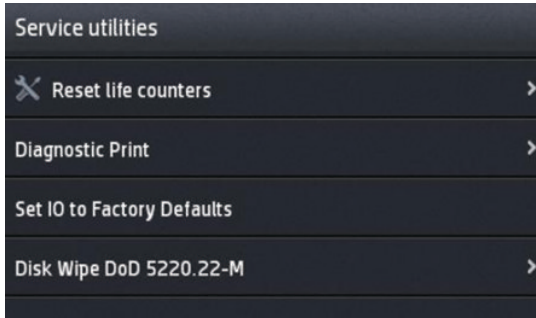 Service utilities
Reset life counters
Diagnostic Print
Set IO to Factory Defaults
Disk Wipe DoD 5220.22-M